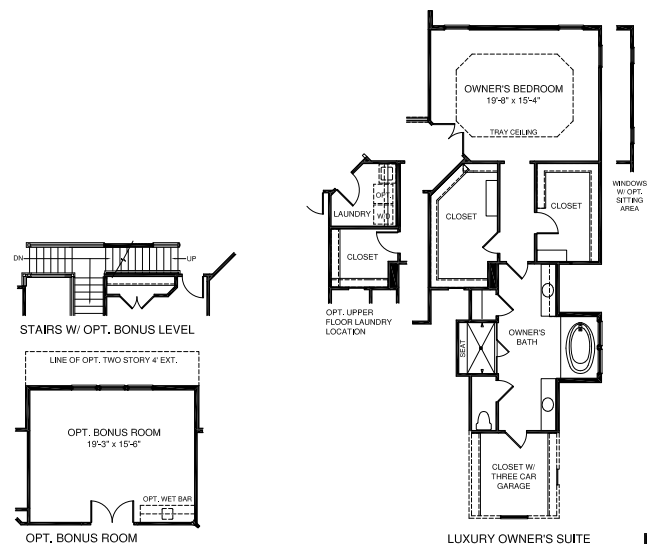 OWNER'S BEDROOM
19'-8" x 15'-4"
TRAY CEILING
WINDOWS
W/ OPT.
SITTING
AREA
OPT.
W/D
LAUNDRY
CLOSET
CLOSET
CLOSET
OPT. UPPER
FLOOR LAUNDRY
LOCATION
DN
UP
STAIRS W/ OPT. BONUS LEVEL
OWNER'S
BATH
SEAT
LINE OF OPT. TWO STORY 4' EXT.
OPT. BONUS ROOM
19'-3" x 15'-6"
OPT. WET BAR
OPT. BONUS ROOM
CLOSET W/
THREE CAR
GARAGE
LUXURY OWNER'S SUITE